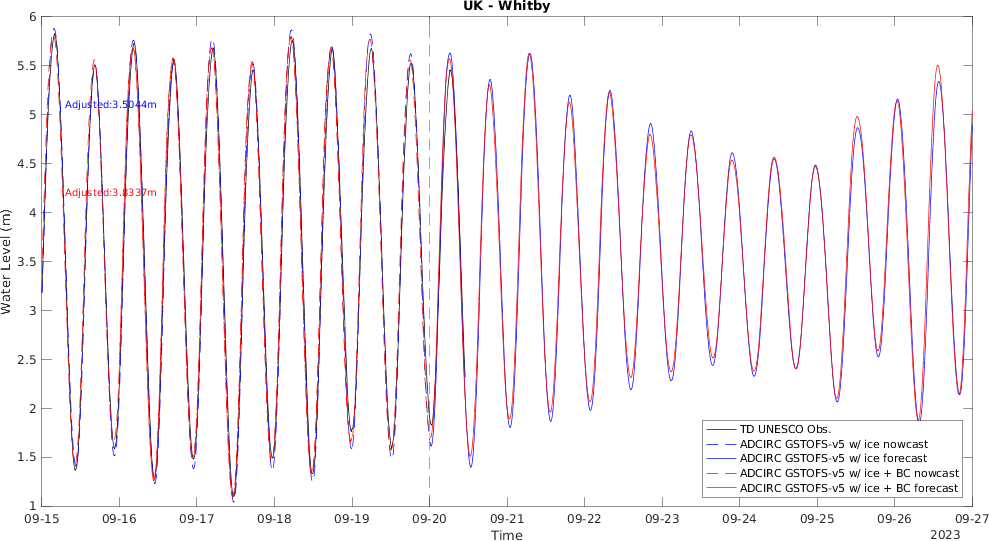 UK - Whitby
6
5.5
5
4.5
4
3.5
3
2.5
2
1.5
1
Water Level (m)
Adjusted:3.5044m
Adjusted:3.8337m
TD UNESCO Obs.
ADCIRC GSTOFS-v5 w/ ice nowcast
ADCIRC GSTOFS-v5 w/ ice forecast
ADCIRC GSTOFS-v5 w/ ice + BC nowcast
ADCIRC GSTOFS-v5 w/ ice + BC forecast
09-15 09-16 09-17 09-18 09-19 09-20 09-21 09-22 09-23 09-24 09-25 09-26 09-27
Time
2023